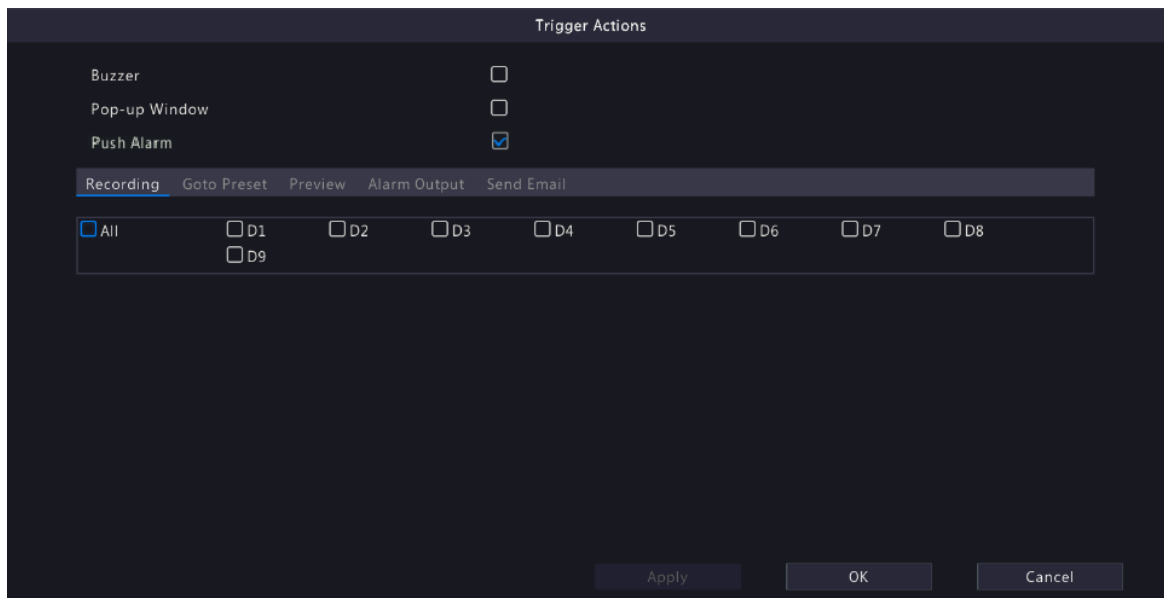 Trigger Actions
Buzzer
Pop-up Window
Push Alarm
Recording Goto Preset Preview Alarm Output Send Email
All D1 D2 D3 D4 D5 D6 D7 D8
D9
Apply OK Cancel